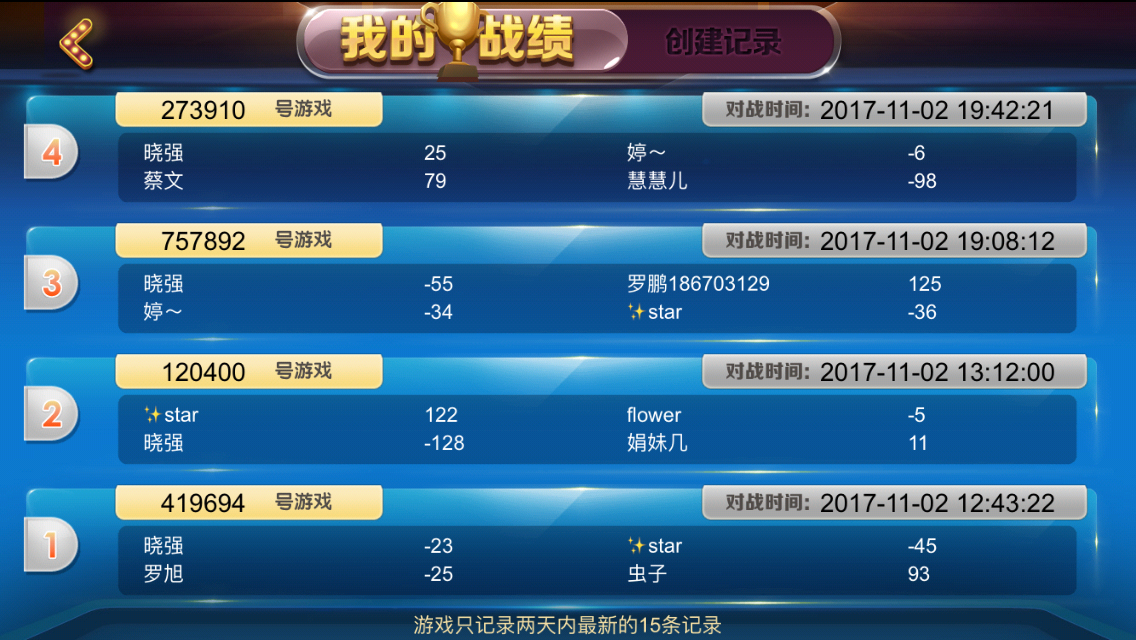 我的战绩 创建记录
273910 号游戏 对战时间: 2017-11-02 19:42:21
4
晓强 25 婷～ -6
蔡文 79 慧慧儿 -98
757892 号游戏 对战时间: 2017-11-02 19:08:12
3
晓强 -55 罗鹏186703129 125
婷～ -34 ✨star -36
120400 号游戏 对战时间: 2017-11-02 13:12:00
2
✨star 122 flower -5
晓强 -128 娟妹几 11
419694 号游戏 对战时间: 2017-11-02 12:43:22
1
晓强 -23 ✨star -45
罗旭 -25 虫子 93
游戏只记录两天内最新的15条记录